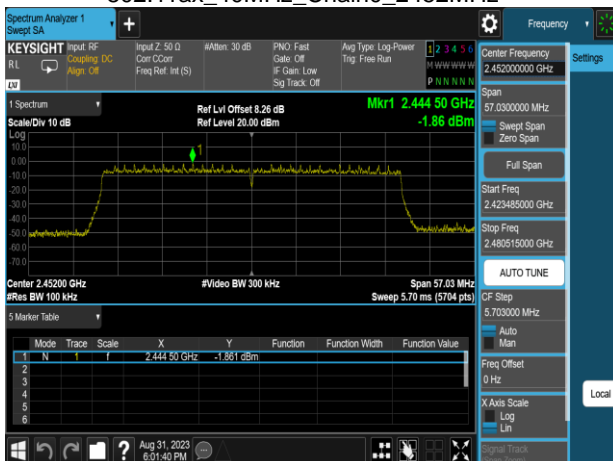 802.11ax_40MHz_Chain0_2452MHz
Spectrum Analyzer 1
Swept SA
+
Frequency
KEYSIGHT
RL
LXI
Input: RF
Coupling: DC
Align: Off
Input Z: 50 Ω
Corr CCorr
Freq Ref: Int (S)
#Atten: 30 dB
PNO: Fast
Gate: Off
IF Gain: Low
Sig Track: Off
Avg Type: Log-Power
Trig: Free Run
1 2 3 4 5 6
M W W W W W
P N N N N N
1 Spectrum
Scale/Div 10 dB
Ref Lvl Offset 8.26 dB
Ref Level 20.00 dBm
Mkr1 2.444 50 GHz
-1.86 dBm
Log
10.0
0.00
-10.0
-20.0
-30.0
-40.0
-50.0
-60.0
-70.0
1
Center 2.45200 GHz
#Res BW 100 kHz
#Video BW 300 kHz
Span 57.03 MHz
Sweep 5.70 ms (5704 pts)
5 Marker Table
Mode Trace Scale X Y Function Function Width Function Value
1 N 1 f 2.444 50 GHz -1.861 dBm
2
3
4
5
6
Aug 31, 2023
6:01:40 PM
?
Center Frequency
2.452000000 GHz
Settings
Span
57.0300000 MHz
Swept Span
Zero Span
Full Span
Start Freq
2.423485000 GHz
Stop Freq
2.480515000 GHz
AUTO TUNE
CF Step
5.703000 MHz
Auto
Man
Freq Offset
0 Hz
Local
X Axis Scale
Log
Lin
Signal Track